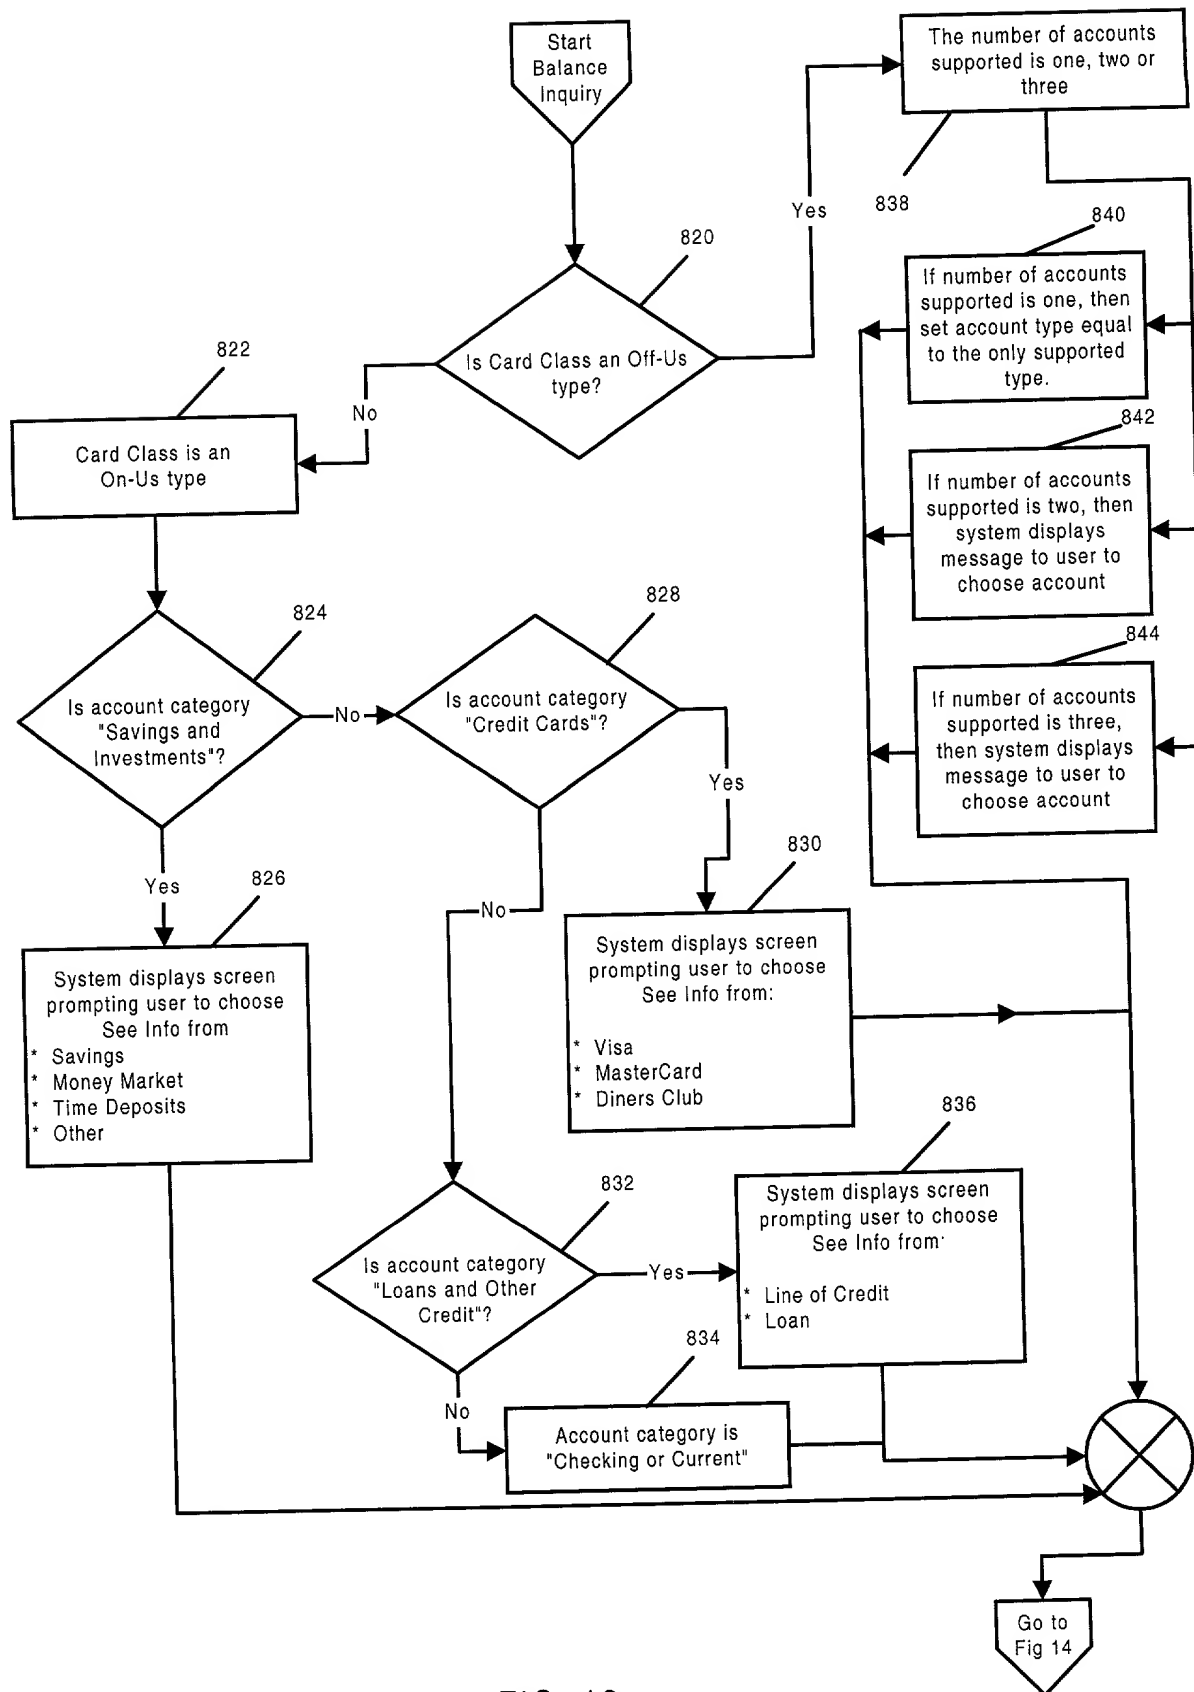 Start
Balance
Inquiry
The number of accounts
supported is one, two or
three
838
Yes
820
Is Card Class an Off-Us
type?
No
822
Card Class is an
On-Us type
840
If number of accounts
supported is one, then
set account type equal
to the only supported
type.
842
If number of accounts
supported is two, then
system displays
message to user to
choose account
844
If number of accounts
supported is three,
then system displays
message to user to
choose account
824
Is account category
"Savings and
Investments"?
No
828
Is account category
"Credit Cards"?
Yes
Yes
826
System displays screen
prompting user to choose
See Info from
* Savings
* Money Market
* Time Deposits
* Other
No
830
System displays screen
prompting user to choose
See Info from:
* Visa
* MasterCard
* Diners Club
832
Is account category
"Loans and Other
Credit"?
Yes
836
System displays screen
prompting user to choose
See Info from:
* Line of Credit
* Loan
No
834
Account category is
"Checking or Current"
Go to
Fig 14